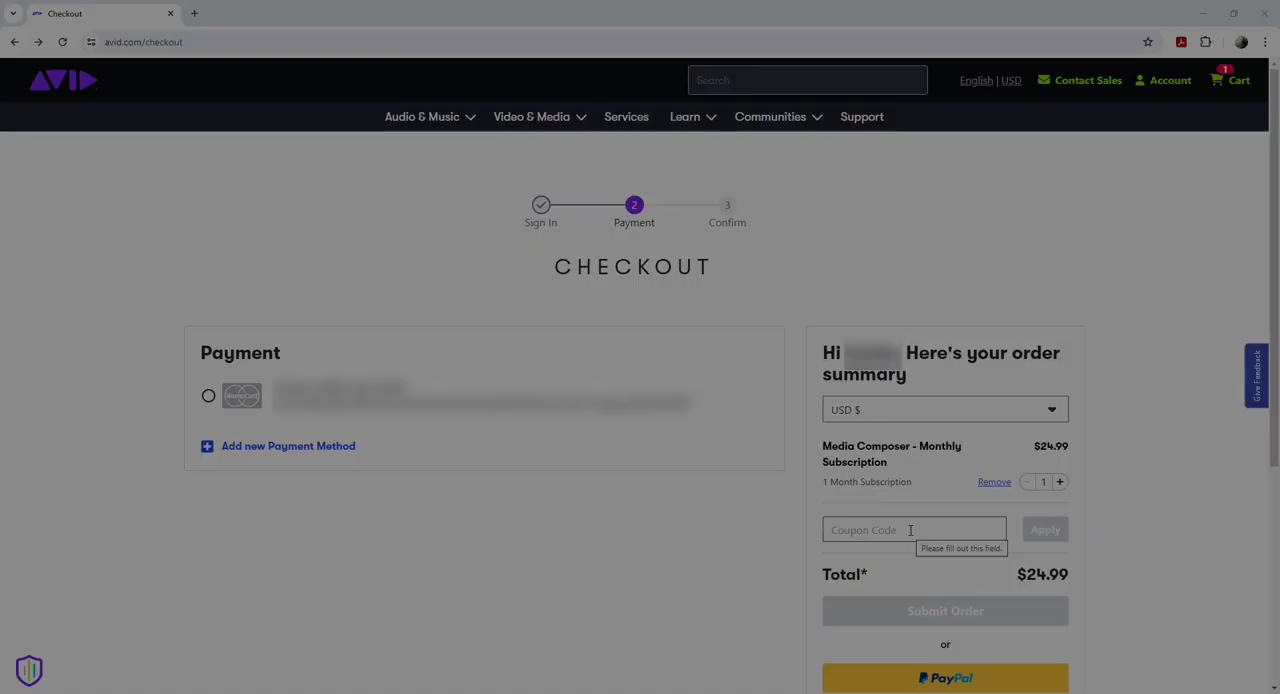 Checkout
avid.com/checkout
AVID
Search
English | USD
Contact Sales
Account
1
Cart
Audio & Music
Video & Media
Services
Learn
Communities
Support
2
3
Sign In
Payment
Confirm
CHECKOUT
Payment
MasterCard
Add new Payment Method
Hi Here's your order
summary
USD $
Media Composer - Monthly
Subscription
$24.99
1 Month Subscription
Remove
- 1 +
Coupon Code
Apply
Please fill out this field.
Total*
$24.99
Submit Order
or
PayPal
Give Feedback